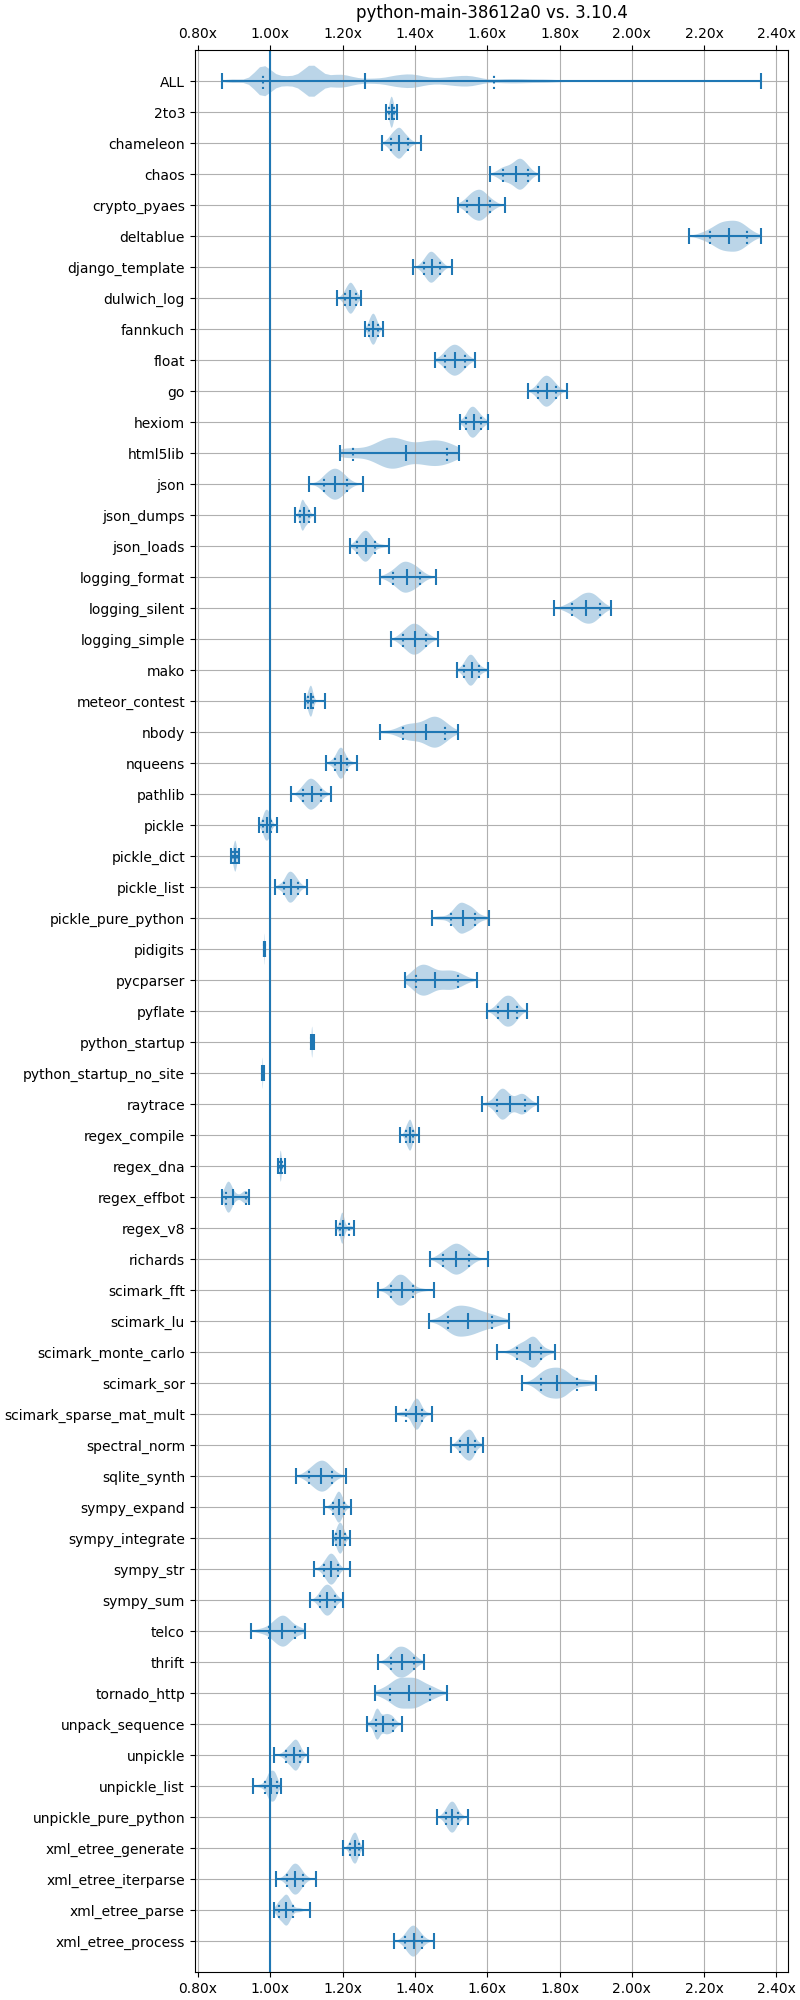 python-main-38612a0 vs. 3.10.4
0.80x 1.00x 1.20x 1.40x 1.60x 1.80x 2.00x 2.20x 2.40x
ALL
2to3
chameleon
chaos
crypto_pyaes
deltablue
django_template
dulwich_log
fannkuch
float
go
hexiom
html5lib
json
json_dumps
json_loads
logging_format
logging_silent
logging_simple
mako
meteor_contest
nbody
nqueens
pathlib
pickle
pickle_dict
pickle_list
pickle_pure_python
pidigits
pycparser
pyflate
python_startup
python_startup_no_site
raytrace
regex_compile
regex_dna
regex_effbot
regex_v8
richards
scimark_fft
scimark_lu
scimark_monte_carlo
scimark_sor
scimark_sparse_mat_mult
spectral_norm
sqlite_synth
sympy_expand
sympy_integrate
sympy_str
sympy_sum
telco
thrift
tornado_http
unpack_sequence
unpickle
unpickle_list
unpickle_pure_python
xml_etree_generate
xml_etree_iterparse
xml_etree_parse
xml_etree_process
0.80x 1.00x 1.20x 1.40x 1.60x 1.80x 2.00x 2.20x 2.40x